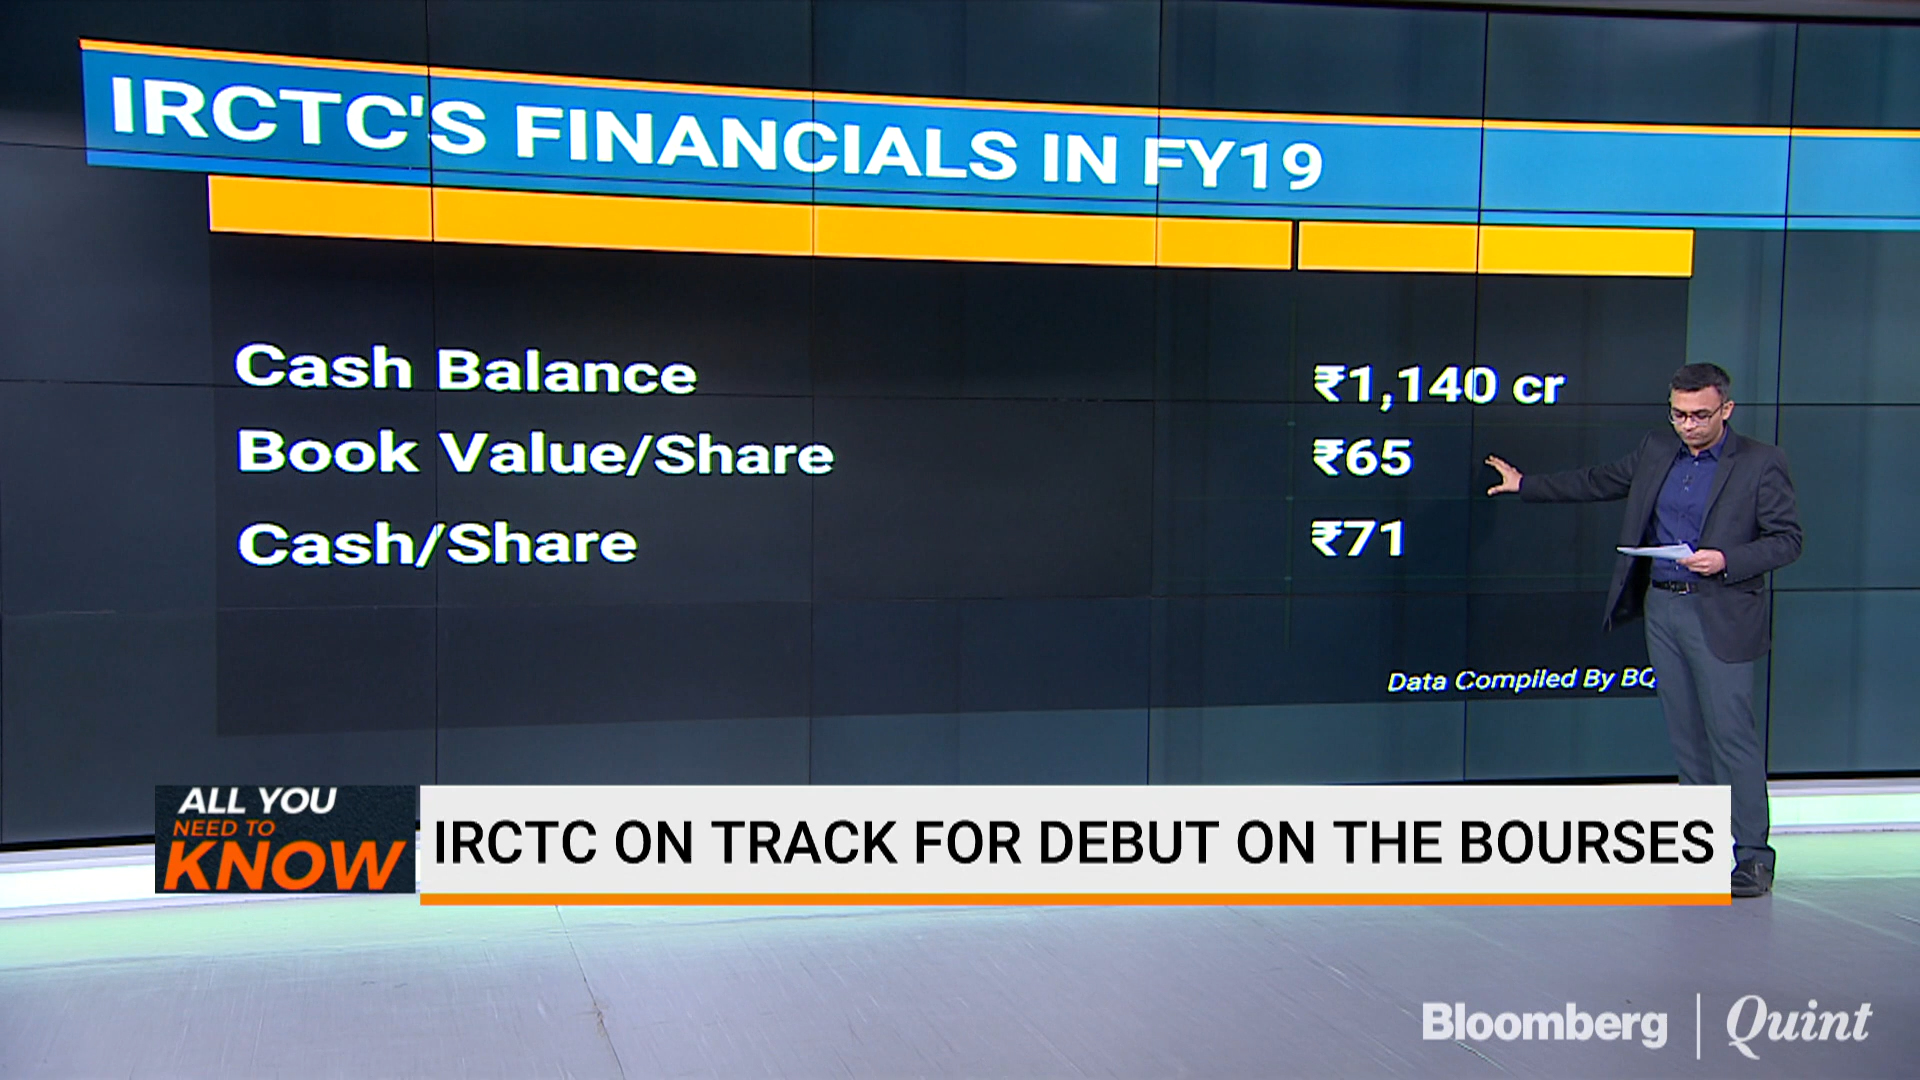 IRCTC'S FINANCIALS IN FY19
Cash Balance ₹1,140 cr
Book Value/Share ₹65
Cash/Share ₹71
Data Compiled By BQ
ALL YOU
NEED TO
KNOW
IRCTC ON TRACK FOR DEBUT ON THE BOURSES
Bloomberg | Quint